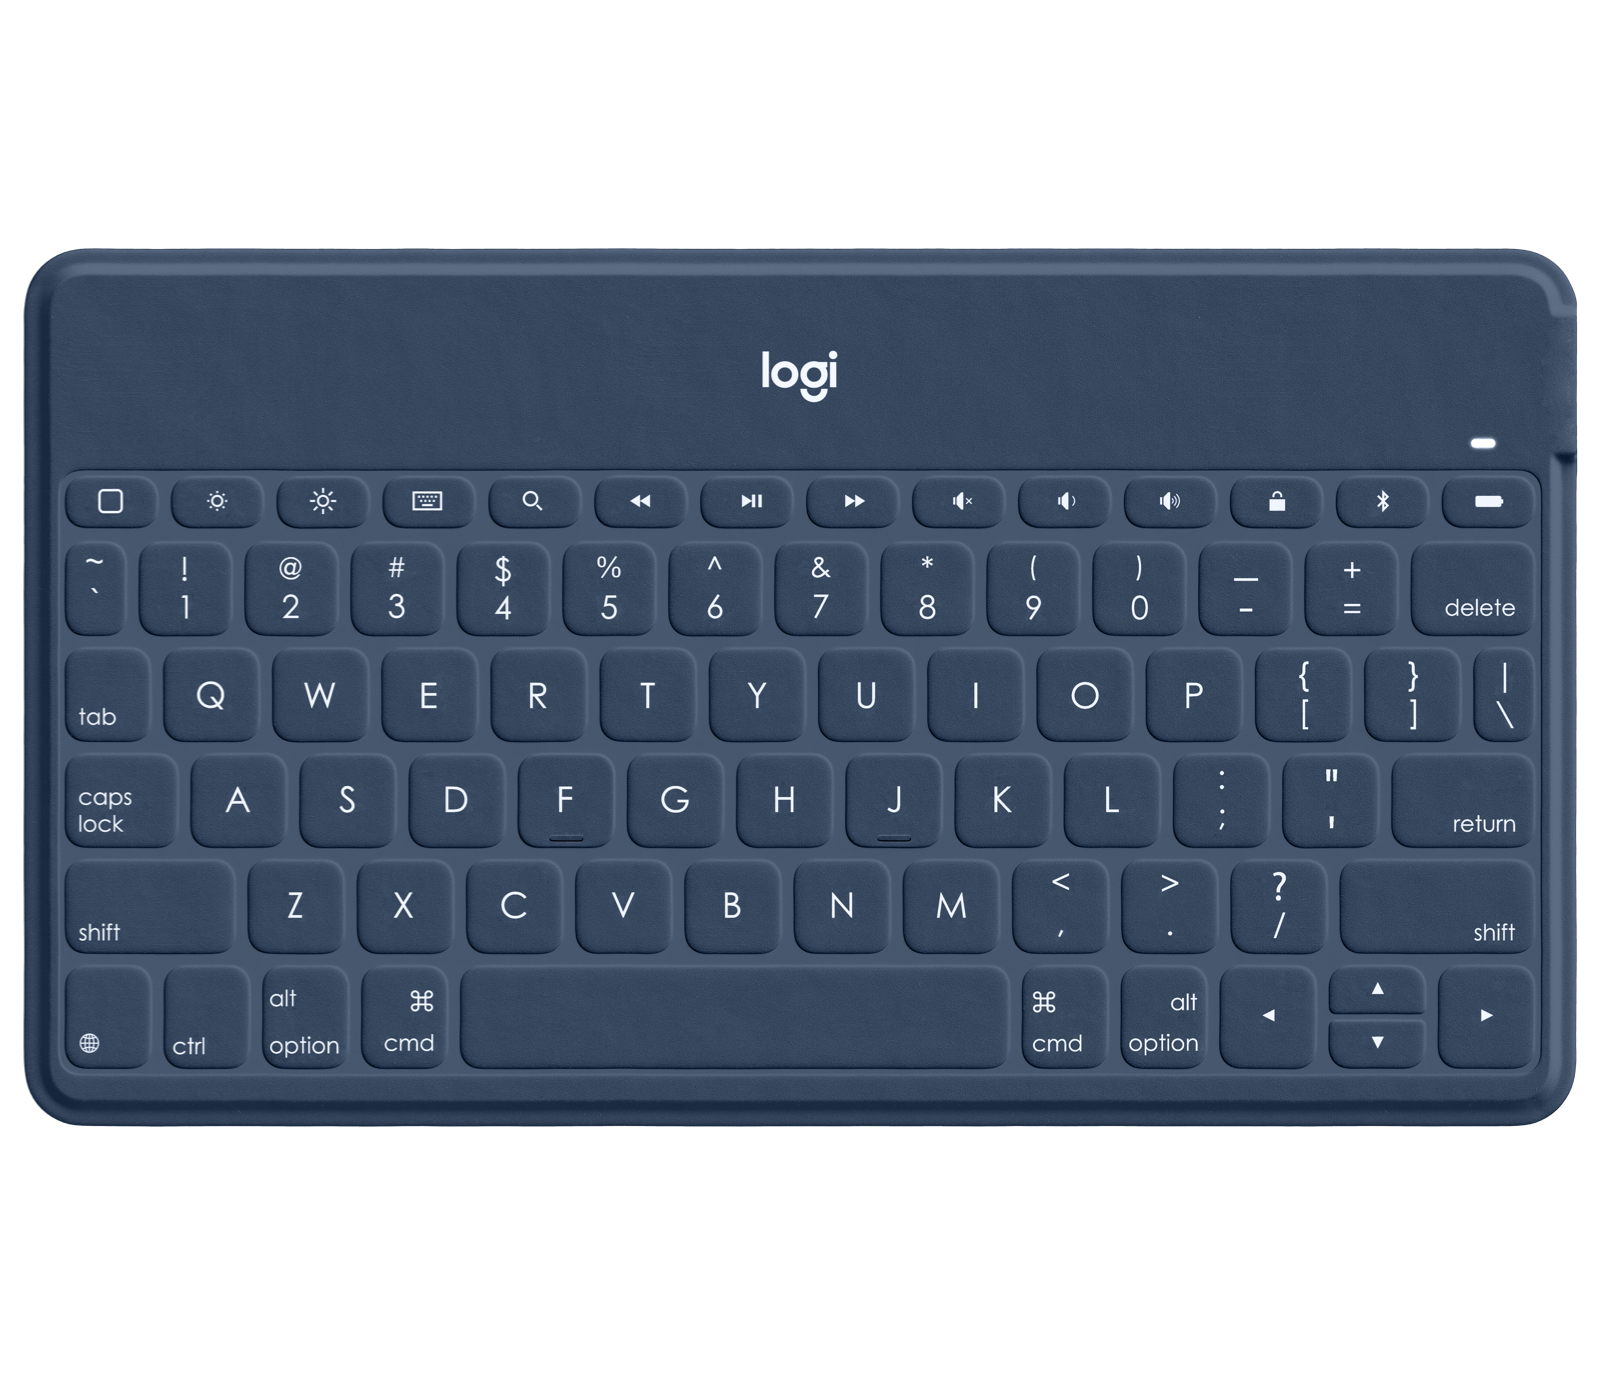 logi
~ ! @ # $ % ^ & * ( ) _ +
` 1 2 3 4 5 6 7 8 9 0 - = delete
{ } |
Q W E R T Y U I O P [ ] \
tab
: "
caps A S D F G H J K L ; '
lock return
< > ?
Z X C V B N M , . /
shift shift
alt ⌘ ⌘ alt
ctrl option cmd cmd option